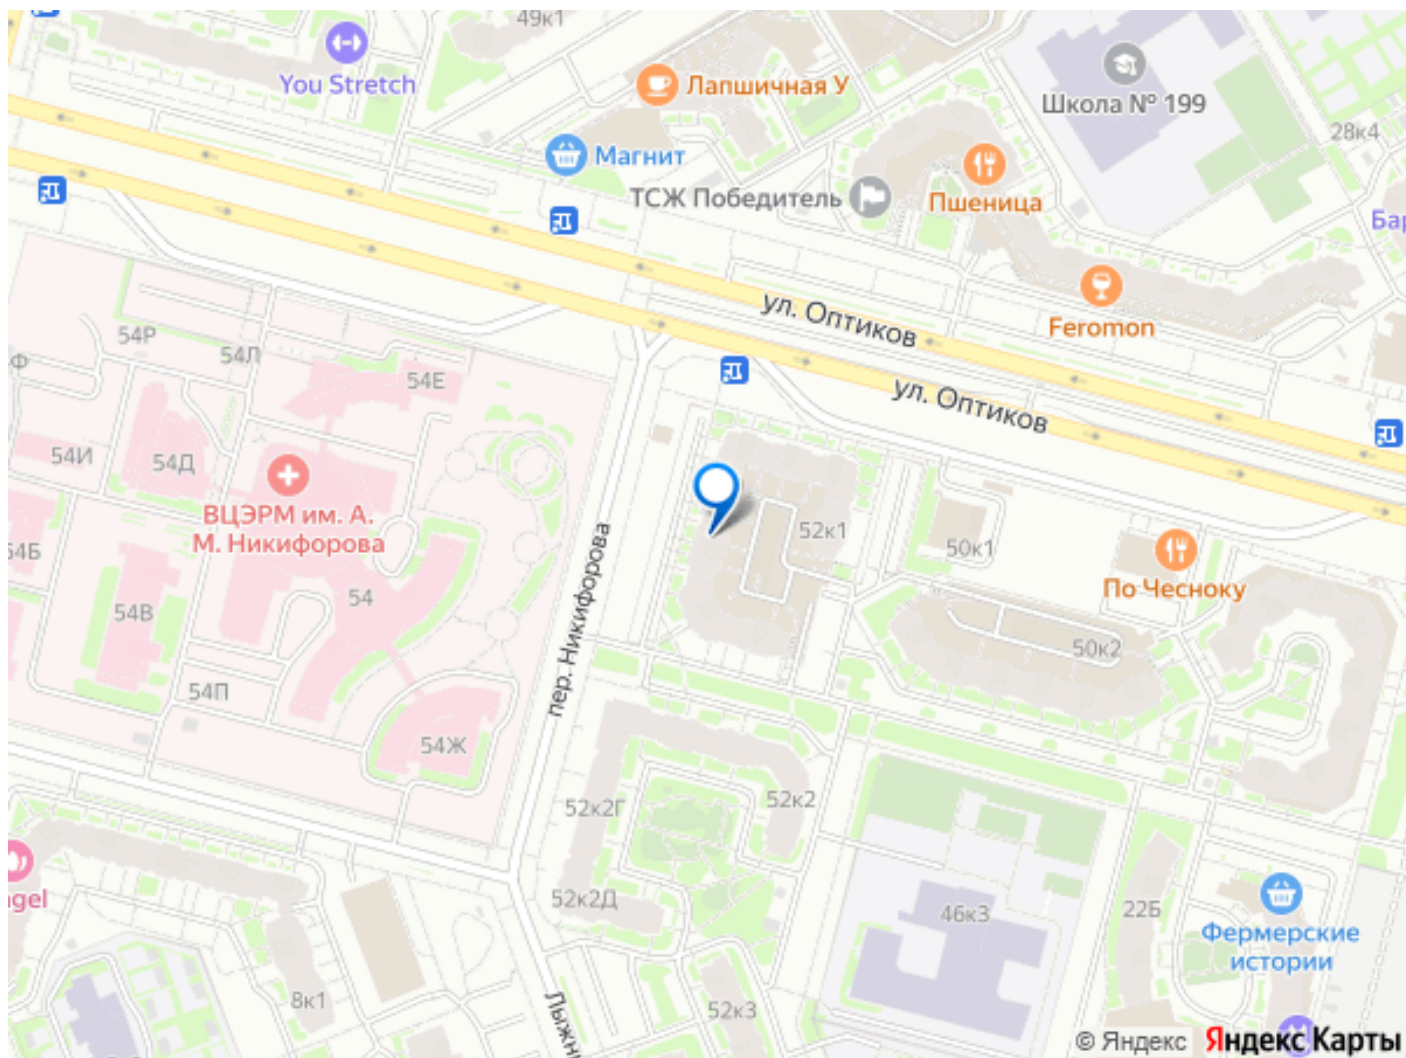 49к1
You Stretch
Лапшичная У
Школа № 199
28к4
Магнит
ТСЖ Победитель
Пшеница
Feromon
ул. Оптиков
ул. Оптиков
54Р
54Л
54Е
54И
54Д
ВЦЭРМ им. А.
М. Никифорова
54Б
54В
54
54П
54Ж
пер. Никифорова
52к1
50к1
По Чесноку
50к2
52к2Г
52к2
52к2Д
46к3
22Б
Фермерские
истории
8к1
52к3
© Яндекс Яндекс Карты